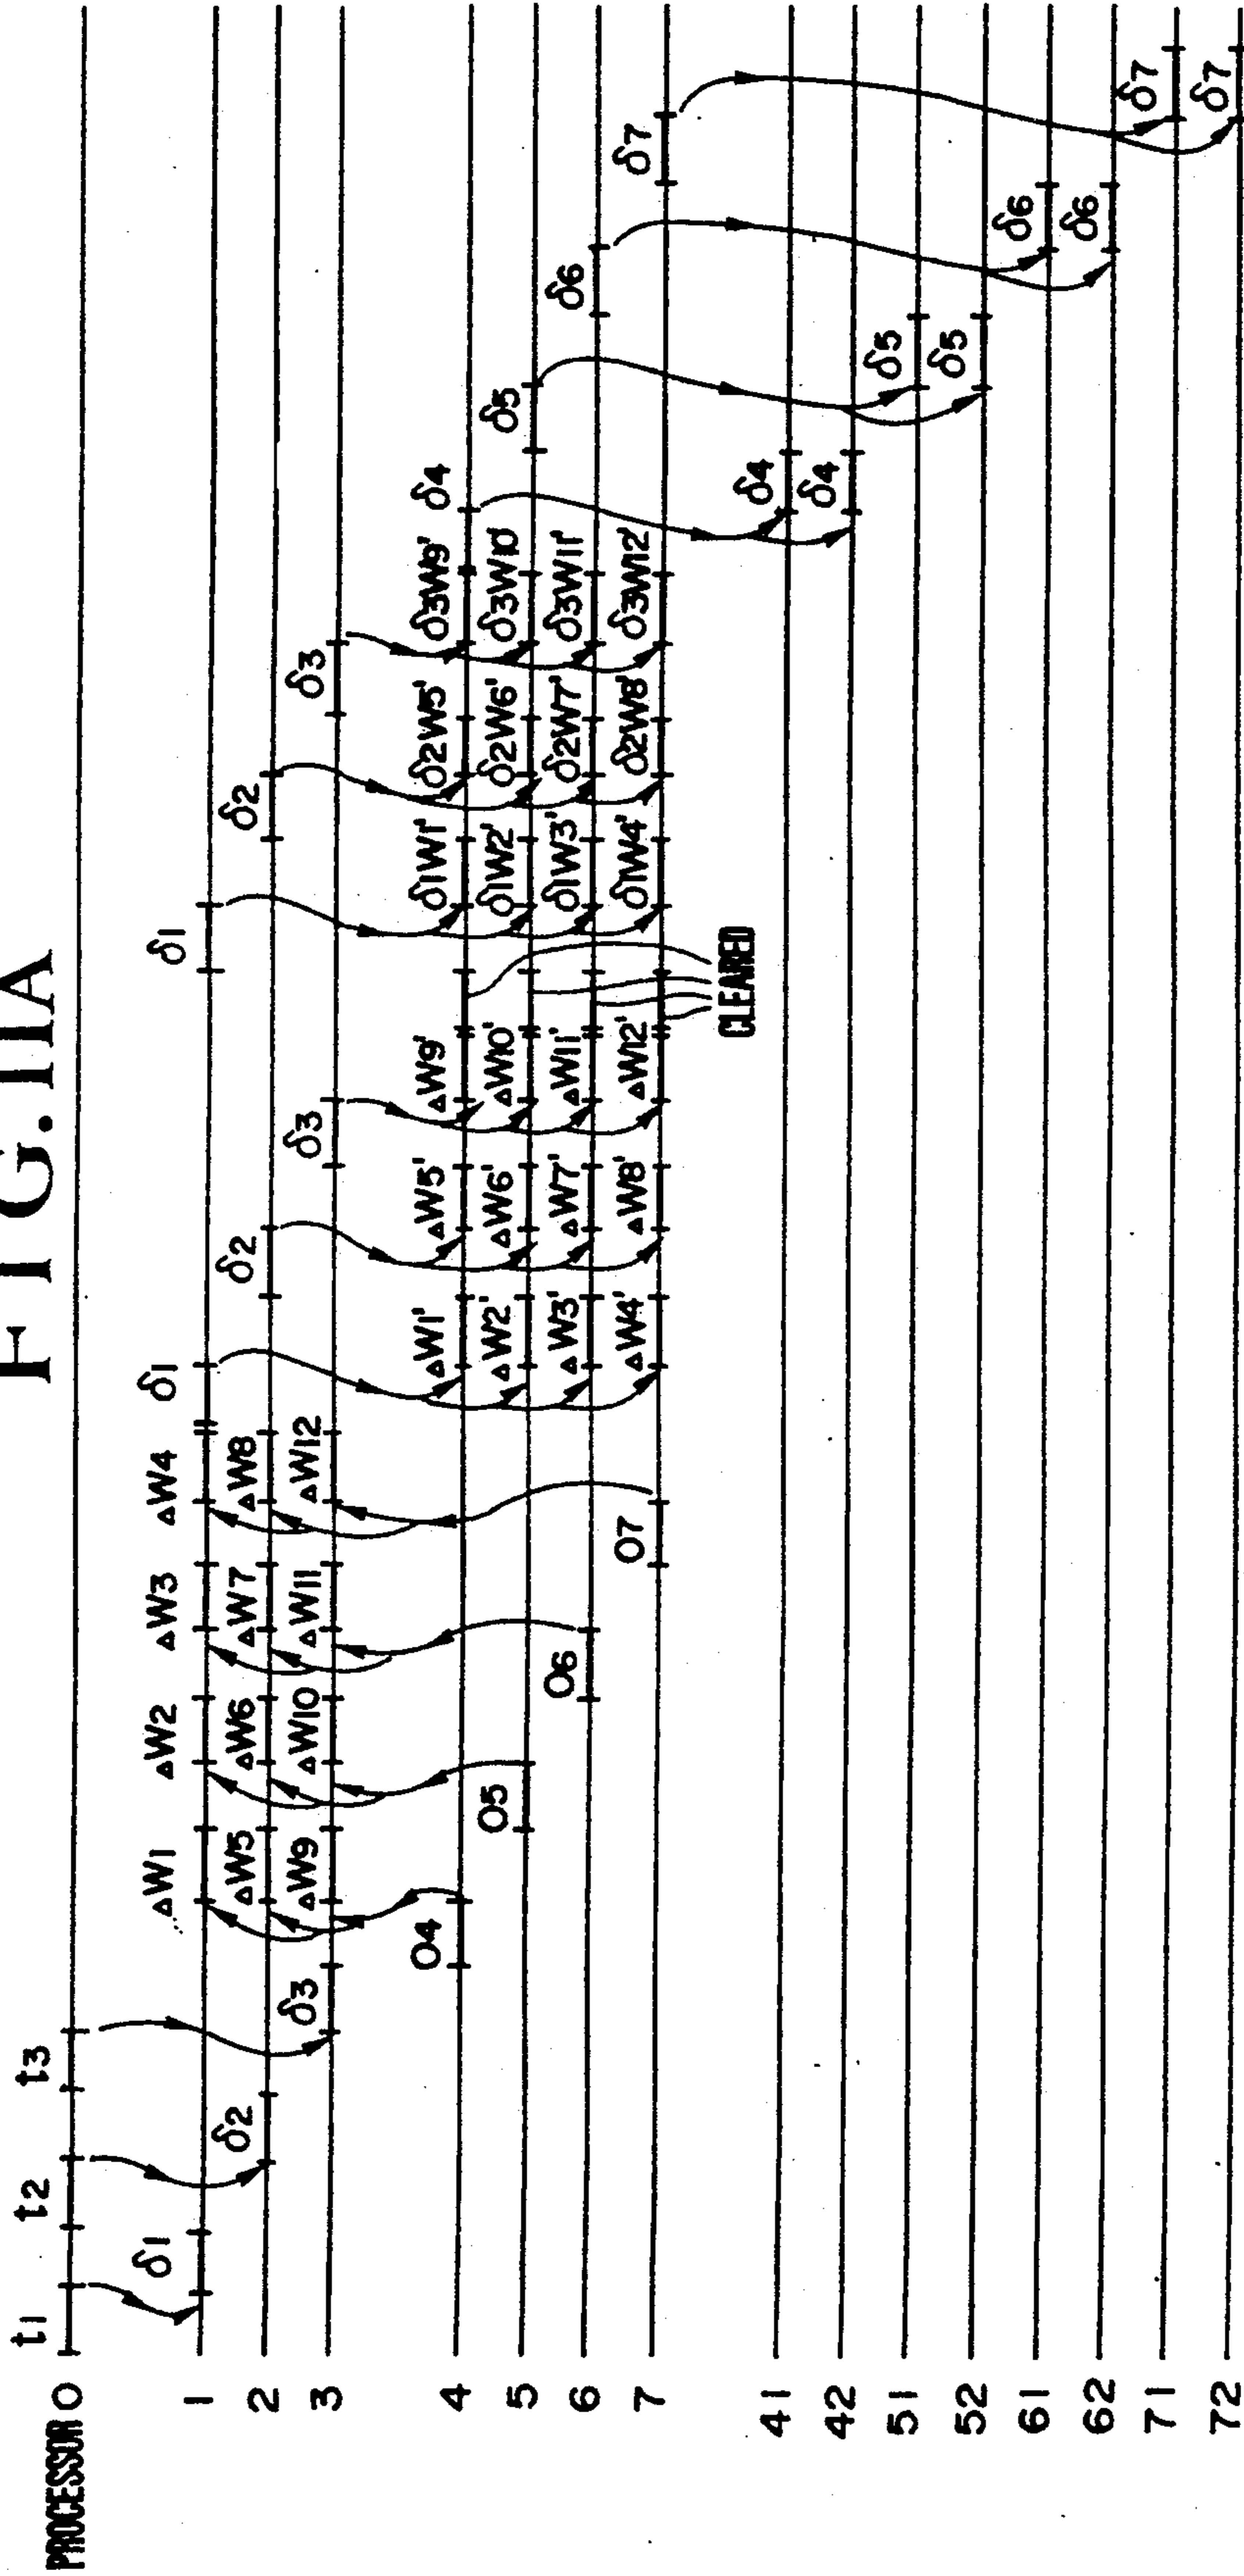 FIG.11A
PROCESSOR 0 t1 t2 t3
1 δ1 ΔW1 ΔW2 ΔW3 ΔW4 δ1 δ1
2 δ2 ΔW5 ΔW6 ΔW7 ΔW8 δ2 δ2
3 δ3 ΔW9 ΔW10 ΔW11 ΔW12 δ3 δ3
4 O4 ΔW1' ΔW5' ΔW9' δ1W1' δ2W5' δ3W9' δ4
5 O5 ΔW2' ΔW6' ΔW10' δ1W2' δ2W6' δ3W10' δ5
6 O6 ΔW3' ΔW7' ΔW11' δ1W3' δ2W7' δ3W11' δ6
7 O7 ΔW4' ΔW8' ΔW12' δ1W4' δ2W8' δ3W12' δ7
CLEARED
41 δ4
42 δ4
51 δ5
52 δ5
61 δ6
62 δ6
71 δ7
72 δ7